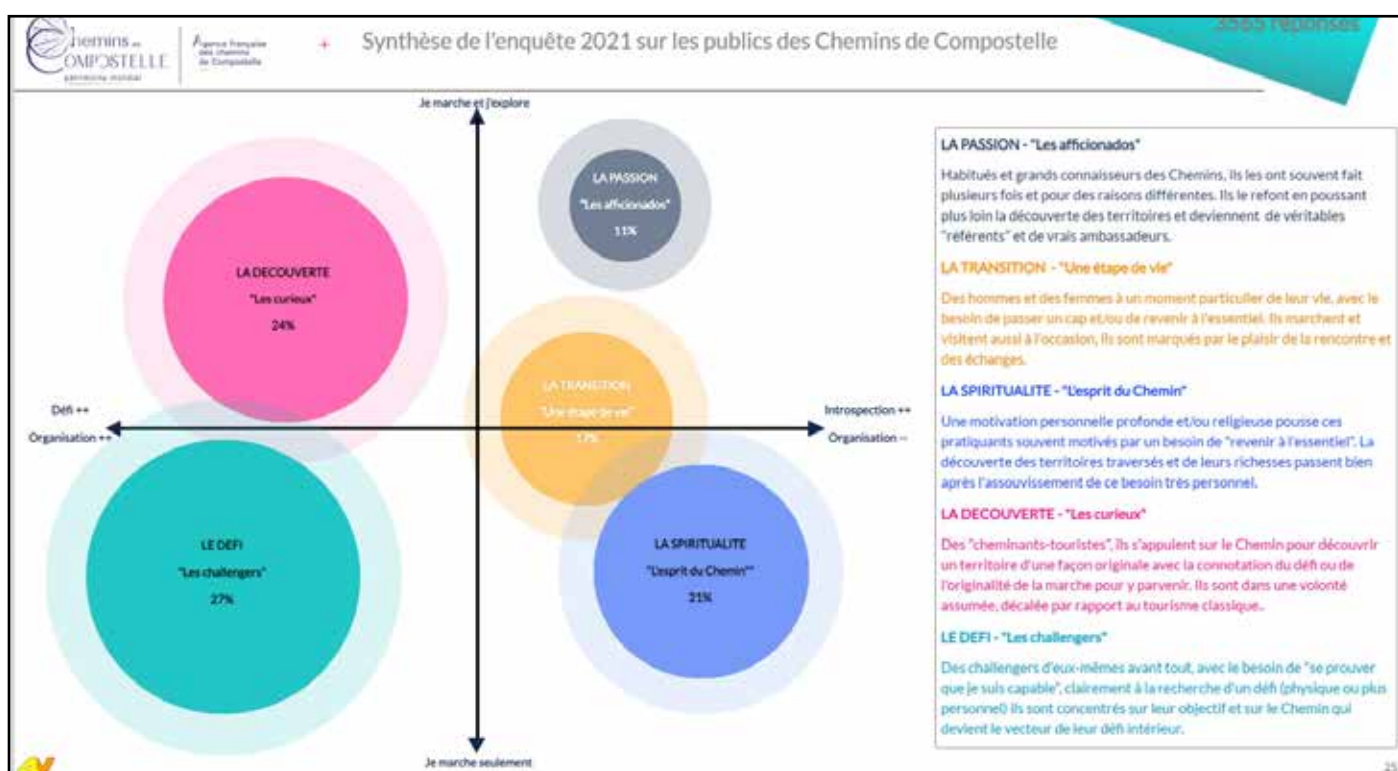 Chemins de
COMPOSTELLE
patrimoine mondial
Agence française
des chemins
de Compostelle
+ Synthèse de l'enquête 2021 sur les publics des Chemins de Compostelle
3565 réponses
Je marche et j'explore
LA PASSION
"Les afficionados"
11%
LA DECOUVERTE
"Les curieux"
24%
LA TRANSITION
"Une étape de vie"
17%
Défi ++
Organisation ++
Introspection ++
Organisation --
LE DEFI
"Les challengers"
27%
LA SPIRITUALITE
"L'esprit du Chemin""
21%
Je marche seulement
LA PASSION - "Les afficionados"
Habitués et grands connaisseurs des Chemins, ils les ont souvent fait
plusieurs fois et pour des raisons différentes. Ils le refont en poussant
plus loin la découverte des territoires et deviennent de véritables
"référents" et de vrais ambassadeurs.
LA TRANSITION - "Une étape de vie"
Des hommes et des femmes à un moment particulier de leur vie, avec le
besoin de passer un cap et/ou de revenir à l'essentiel. Ils marchent et
visitent aussi à l'occasion, ils sont marqués par le plaisir de la rencontre et
des échanges.
LA SPIRITUALITE - "L'esprit du Chemin"
Une motivation personnelle profonde et/ou religieuse pousse ces
pratiquants souvent motivés par un besoin de "revenir à l'essentiel". La
découverte des territoires traversés et de leurs richesses passent bien
après l'assouvissement de ce besoin très personnel.
LA DECOUVERTE - "Les curieux"
Des "cheminants-touristes", ils s'appuient sur le Chemin pour découvrir
un territoire d'une façon originale avec la connotation du défi ou de
l'originalité de la marche pour y parvenir. Ils sont dans une volonté
assumée, décalée par rapport au tourisme classique..
LE DEFI - "Les challengers"
Des challengers d'eux-mêmes avant tout, avec le besoin de "se prouver
que je suis capable", clairement à la recherche d'un défi (physique ou plus
personnel) ils sont concentrés sur leur objectif et sur le Chemin qui
devient le vecteur de leur défi intérieur.
25